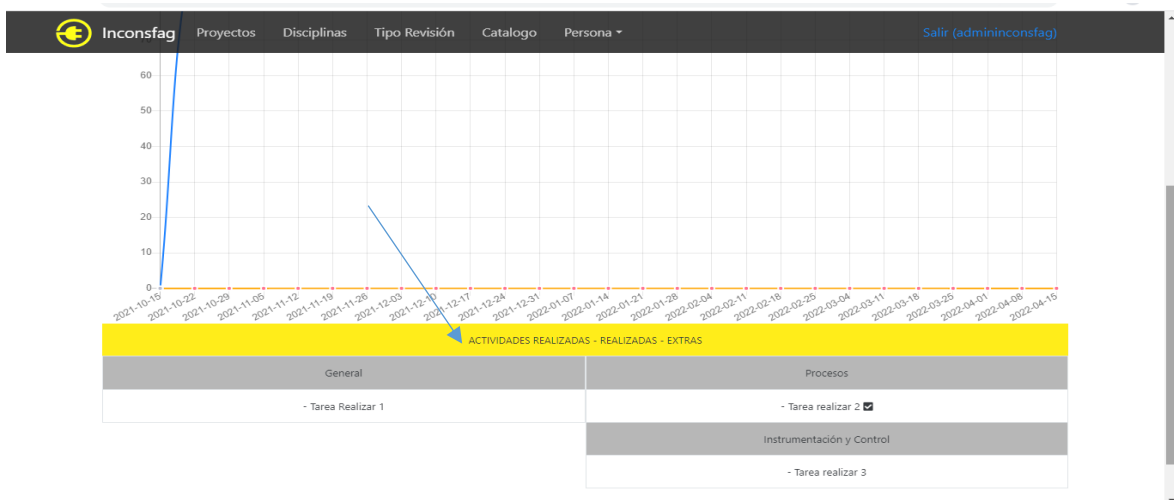 Inconsfag Proyectos Disciplinas Tipo Revisión Catalogo Persona Salir (admininconsfag)
60
50
40
30
20
10
0
2021-10-15 2021-10-22 2021-10-29 2021-11-05 2021-11-12 2021-11-19 2021-11-26 2021-12-03 2021-12-10 2021-12-17 2021-12-24 2021-12-31 2022-01-07 2022-01-14 2022-01-21 2022-01-28 2022-02-04 2022-02-11 2022-02-18 2022-02-25 2022-03-04 2022-03-11 2022-03-18 2022-03-25 2022-04-01 2022-04-08 2022-04-15
ACTIVIDADES REALIZADAS - REALIZADAS - EXTRAS
General Procesos
- Tarea Realizar 1 - Tarea realizar 2
Instrumentación y Control
- Tarea realizar 3